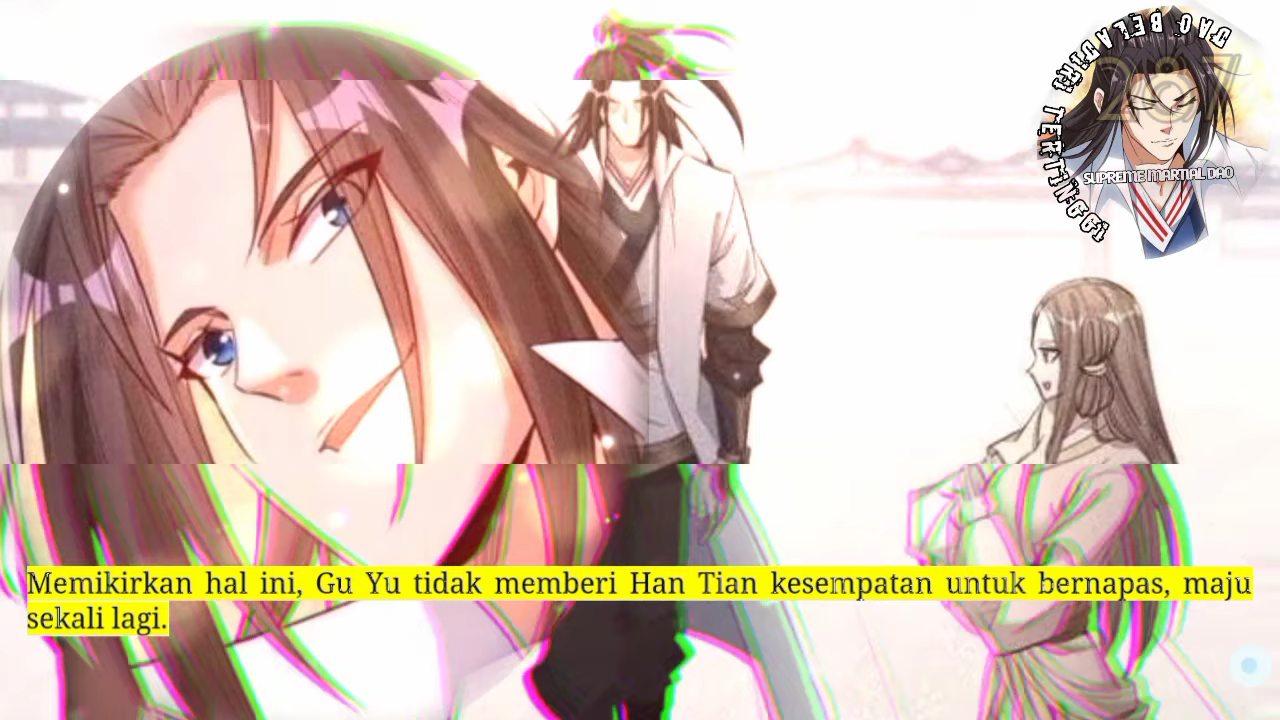 DAO BELADIRI TERTINGGI
287
SUPREME MARTIAL DAO
Memikirkan hal ini, Gu Yu tidak memberi Han Tian kesempatan untuk bernapas, maju
sekali lagi.